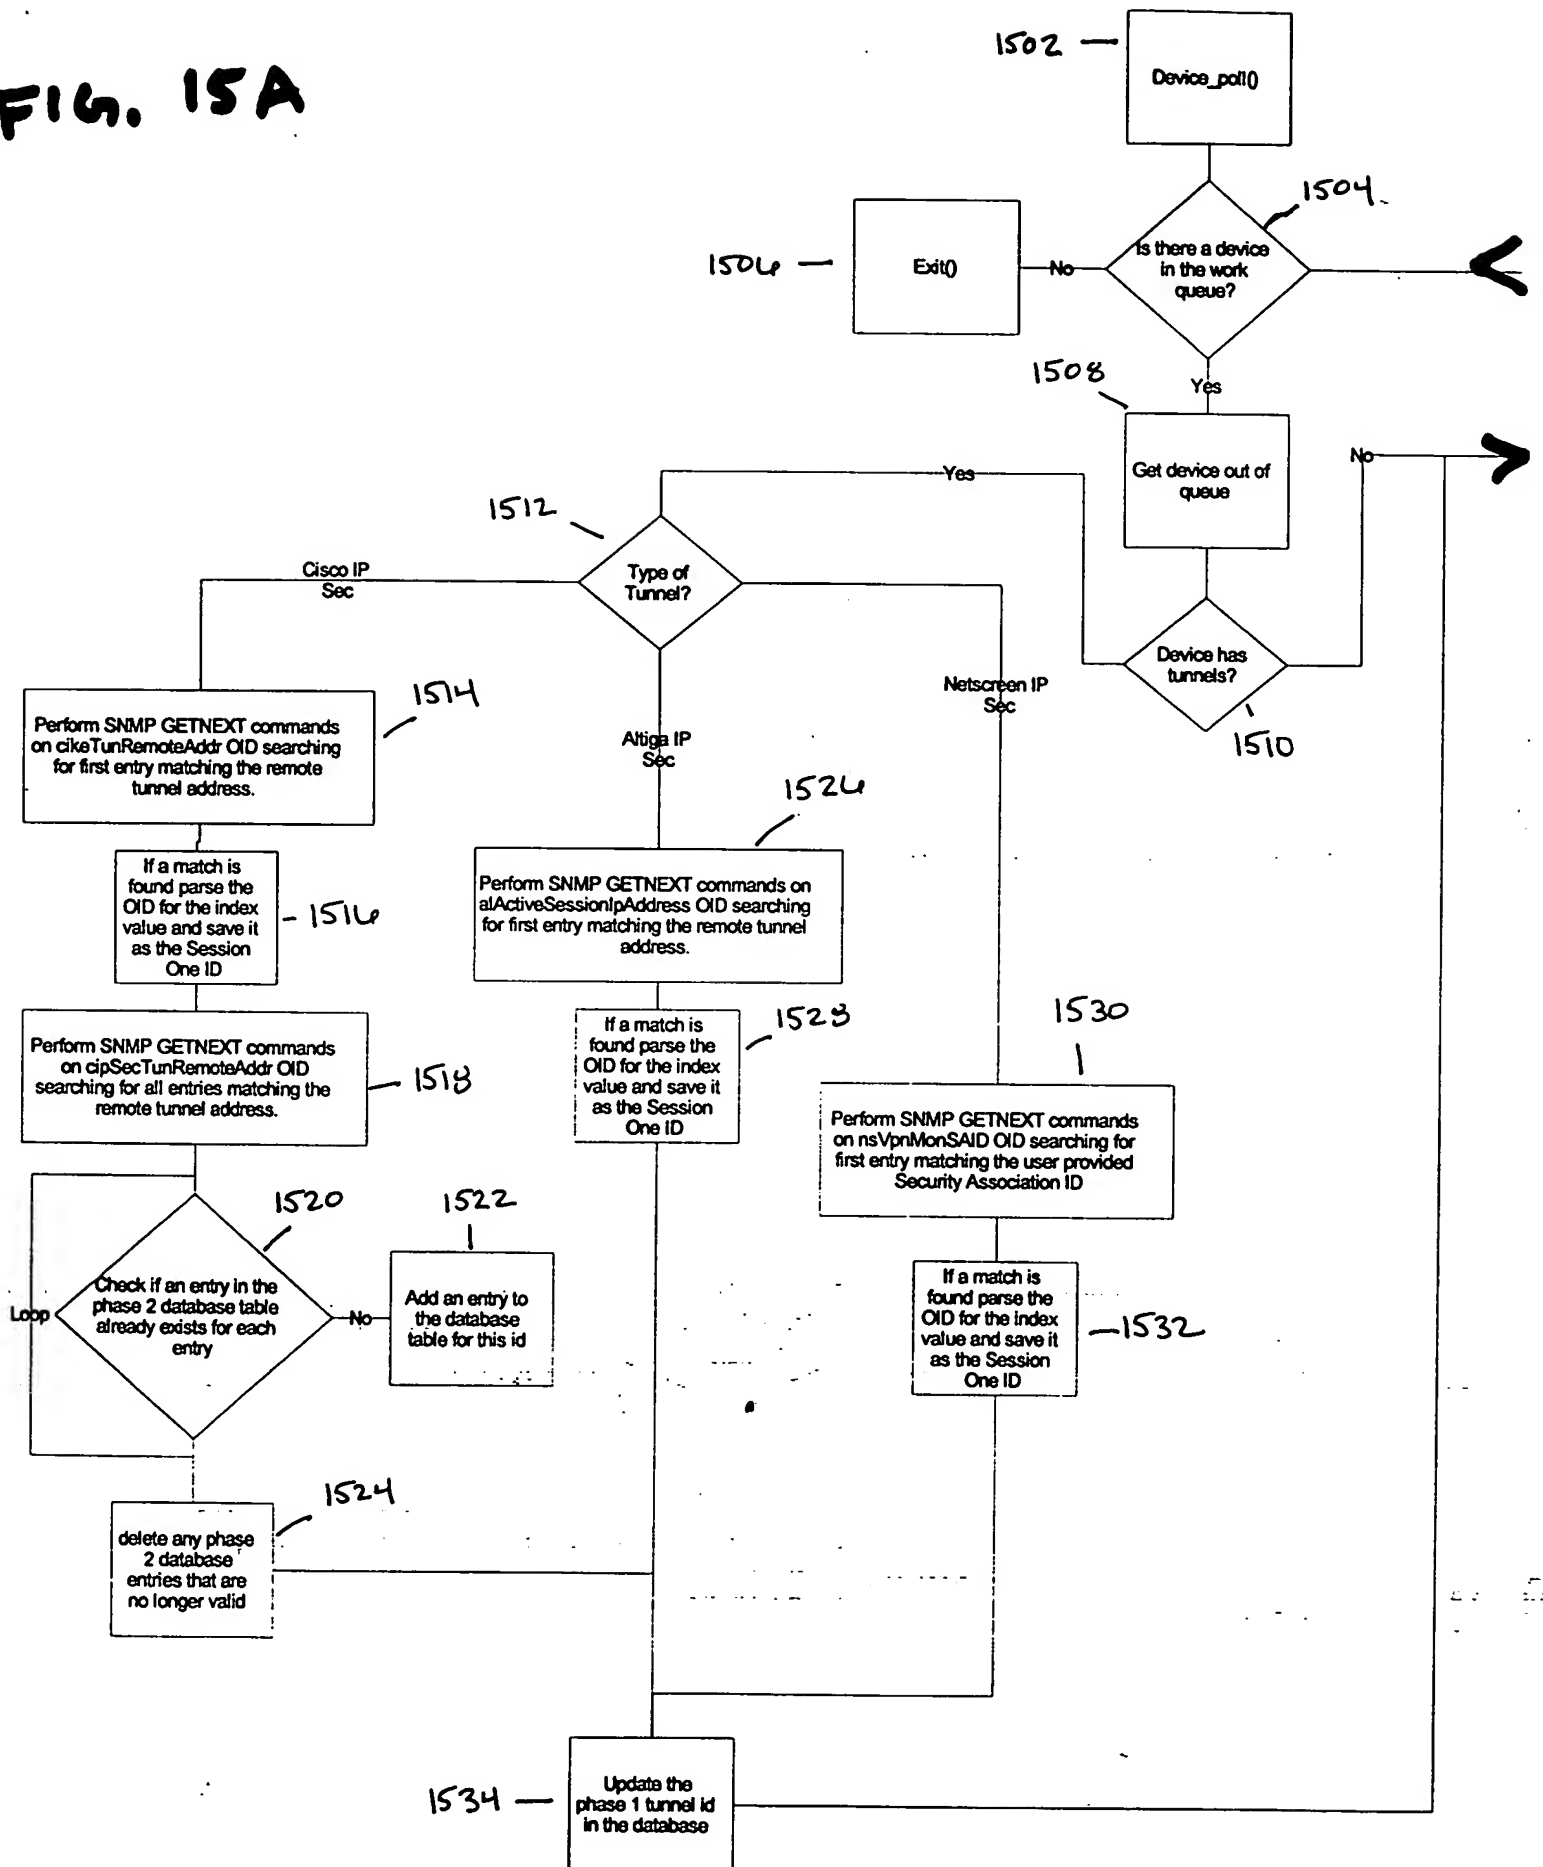 FIG. 15A
1502
Device_poll()
1504
Is there a device
in the work
queue?
1506
Exit()
No
Yes
1508
Get device out of
queue
No
Yes
1510
Device has
tunnels?
1512
Type of
Tunnel?
Cisco IP
Sec
Altiga IP
Sec
Netscreen IP
Sec
1514
Perform SNMP GETNEXT commands
on cikeTunRemoteAddr OID searching
for first entry matching the remote
tunnel address.
If a match is
found parse the
OID for the index
value and save it
as the Session
One ID
1516
Perform SNMP GETNEXT commands
on cipSecTunRemoteAddr OID
searching for all entries matching the
remote tunnel address.
1518
1520
Check if an entry in the
phase 2 database table
already exists for each
entry
Loop
No
1522
Add an entry to
the database
table for this id
1524
delete any phase
2 database
entries that are
no longer valid
1526
Perform SNMP GETNEXT commands on
alActiveSessionIpAddress OID searching
for first entry matching the remote tunnel
address.
1528
If a match is
found parse the
OID for the index
value and save it
as the Session
One ID
1530
Perform SNMP GETNEXT commands
on nsVpnMonSAID OID searching for
first entry matching the user provided
Security Association ID
If a match is
found parse the
OID for the index
value and save it
as the Session
One ID
1532
1534
Update the
phase 1 tunnel id
in the database